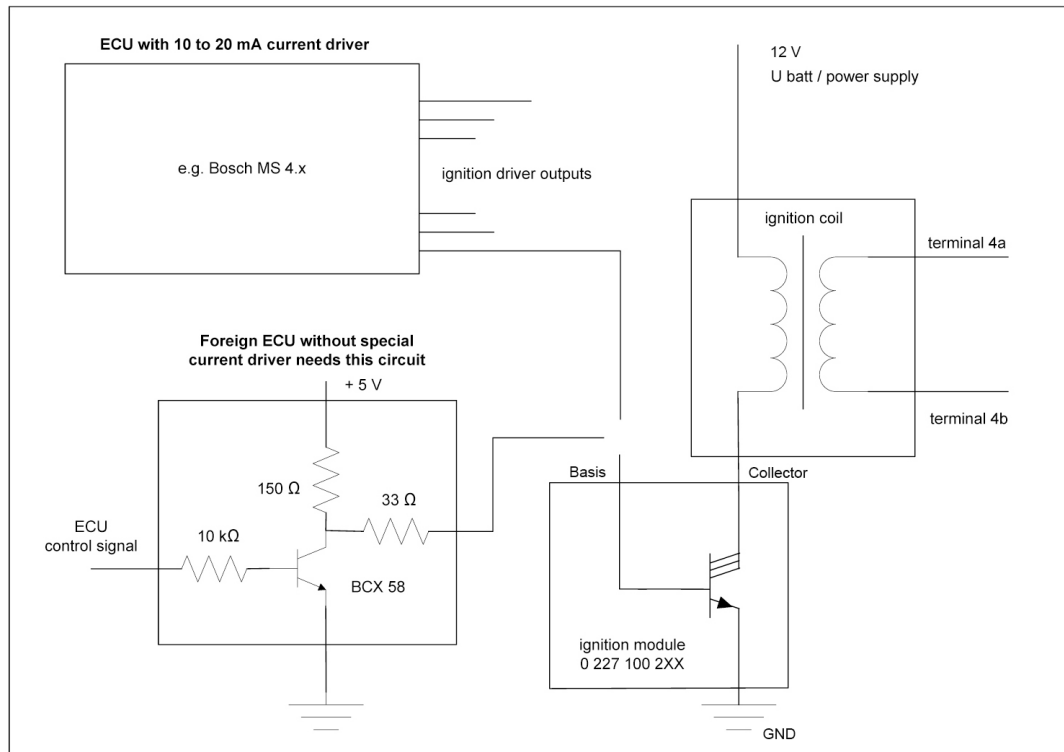 ECU with 10 to 20 mA current driver
12 V
U batt / power supply
e.g. Bosch MS 4.x
ignition driver outputs
ignition coil
terminal 4a
Foreign ECU without special
current driver needs this circuit
+ 5 V
terminal 4b
Basis
Collector
150 Ω
33 Ω
ECU
control signal
10 kΩ
BCX 58
ignition module
0 227 100 2XX
GND